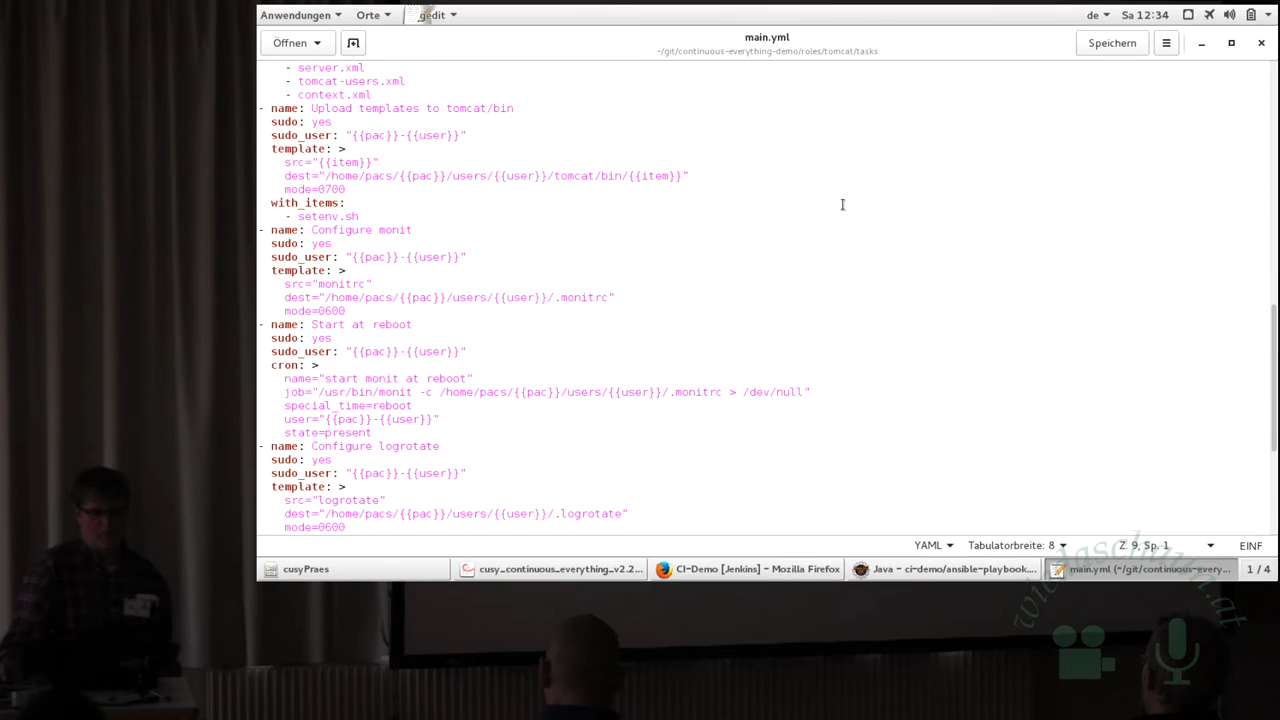 Anwendungen Orte gedit de Sa 12:34
Öffnen main.yml Speichern
~/git/continuous-everything-demo/roles/tomcat/tasks
- server.xml
- tomcat-users.xml
- context.xml
- name: Upload templates to tomcat/bin
sudo: yes
sudo_user: "{{pac}}-{{user}}"
template: >
src="{{item}}"
dest="/home/pacs/{{pac}}/users/{{user}}/tomcat/bin/{{item}}"
mode=0700
with_items:
- setenv.sh
- name: Configure monit
sudo: yes
sudo_user: "{{pac}}-{{user}}"
template: >
src="monitrc"
dest="/home/pacs/{{pac}}/users/{{user}}/.monitrc"
mode=0600
- name: Start at reboot
sudo: yes
sudo_user: "{{pac}}-{{user}}"
cron: >
name="start monit at reboot"
job="/usr/bin/monit -c /home/pacs/{{pac}}/users/{{user}}/.monitrc > /dev/null"
special_time=reboot
user="{{pac}}-{{user}}"
state=present
- name: Configure logrotate
sudo: yes
sudo_user: "{{pac}}-{{user}}"
template: >
src="logrotate"
dest="/home/pacs/{{pac}}/users/{{user}}/.logrotate"
mode=0600
YAML Tabulatorbreite: 8 Z. 9, Sp. 1 EINF
cusyPraes cusy_continuous_everything_v2.2... CI-Demo [Jenkins] – Mozilla Firefox Java – ci-demo/ansible-playbook.... main.yml (~/git/continuous-every... 1 / 4
wiedaschaun.at